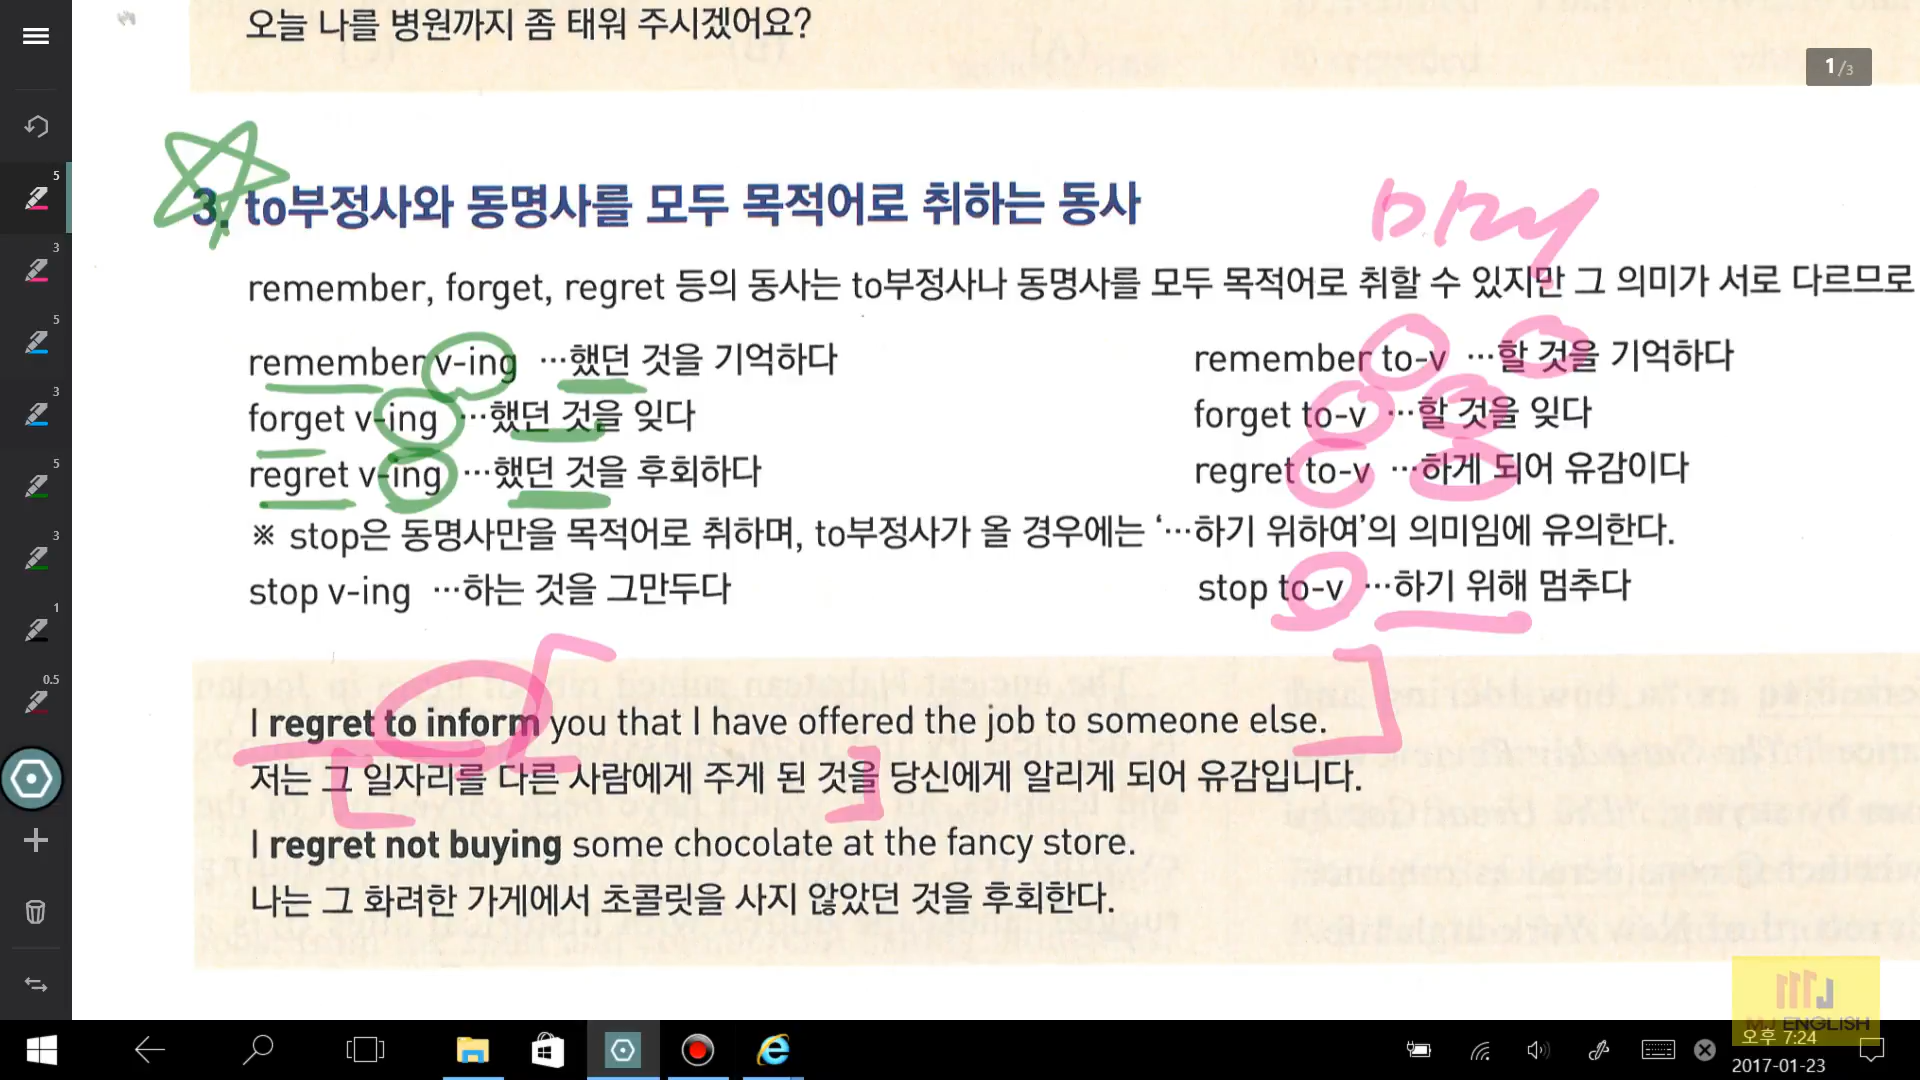 오늘 나를 병원까지 좀 태워 주시겠어요?
1/3
5
3
5
3
5
3
1
0.5
3. to부정사와 동명사를 모두 목적어로 취하는 동사
미래
remember, forget, regret 등의 동사는 to부정사나 동명사를 모두 목적어로 취할 수 있지만 그 의미가 서로 다르므로
remember v-ing …했던 것을 기억하다
remember to-v …할 것을 기억하다
forget v-ing …했던 것을 잊다
forget to-v …할 것을 잊다
regret v-ing …했던 것을 후회하다
regret to-v …하게 되어 유감이다
※ stop은 동명사만을 목적어로 취하며, to부정사가 올 경우에는 ‘…하기 위하여’의 의미임에 유의한다.
stop v-ing …하는 것을 그만두다
stop to-v …하기 위해 멈추다
I regret to inform you that I have offered the job to someone else.
저는 그 일자리를 다른 사람에게 주게 된 것을 당신에게 알리게 되어 유감입니다.
I regret not buying some chocolate at the fancy store.
나는 그 화려한 가게에서 초콜릿을 사지 않았던 것을 후회한다.
MJ ENGLISH
오후 7:24
2017-01-23